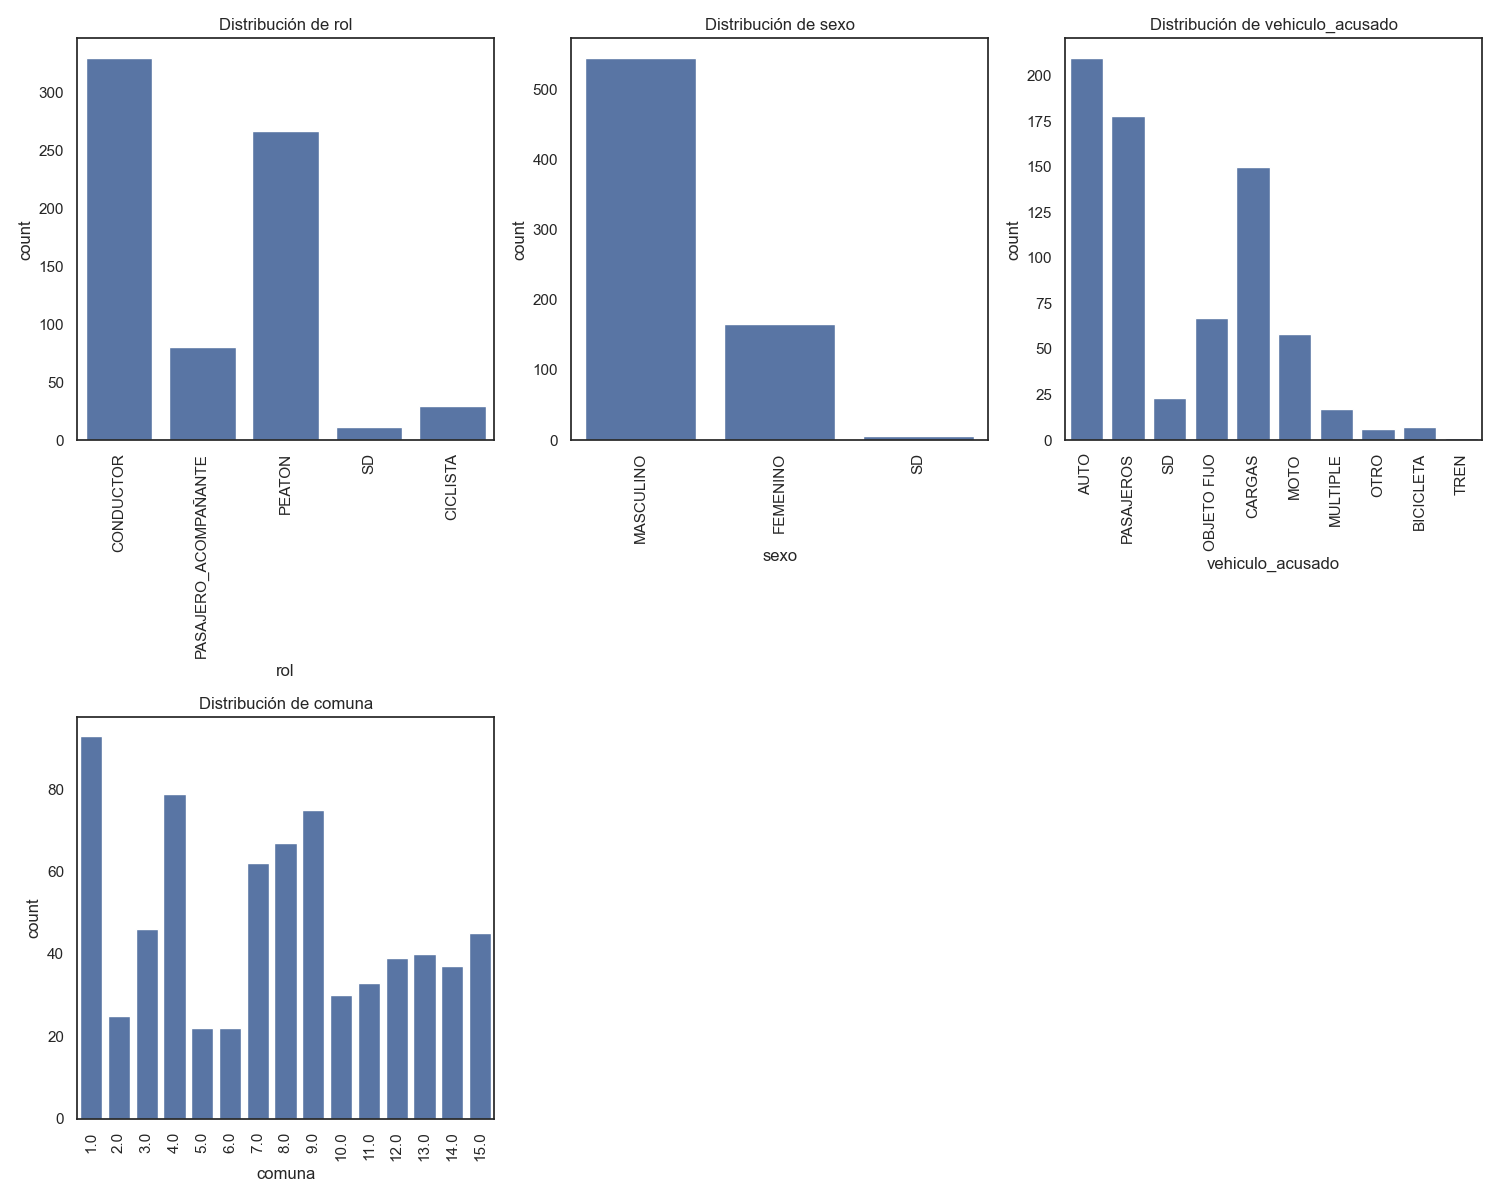 Distribución de rol
count
300
250
200
150
100
50
0
CONDUCTOR
PASAJERO_ACOMPAÑANTE
PEATON
SD
CICLISTA
rol
Distribución de sexo
count
500
400
300
200
100
0
MASCULINO
FEMENINO
SD
sexo
Distribución de vehiculo_acusado
count
200
175
150
125
100
75
50
25
0
AUTO
PASAJEROS
SD
OBJETO FIJO
CARGAS
MOTO
MULTIPLE
OTRO
BICICLETA
TREN
vehiculo_acusado
Distribución de comuna
count
80
60
40
20
0
1.0
2.0
3.0
4.0
5.0
6.0
7.0
8.0
9.0
10.0
11.0
12.0
13.0
14.0
15.0
comuna